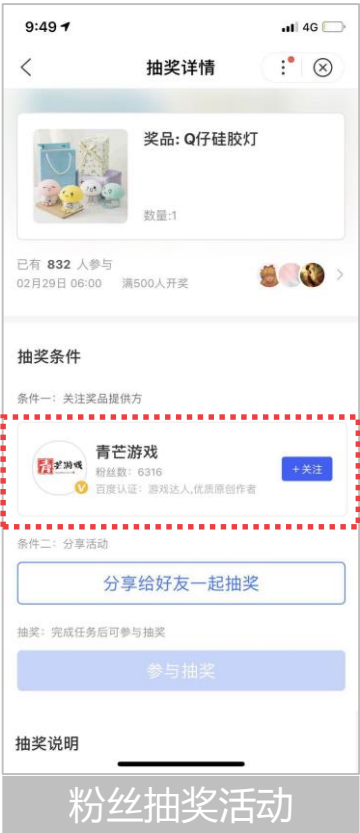 9:49
4G
抽奖详情
奖品: Q仔硅胶灯
数量:1
已有 832 人参与
02月29日 06:00 满500人开奖
抽奖条件
条件一：关注奖品提供方
青芒游戏
青芒游戏
粉丝数：6316
百度认证：游戏达人,优质原创作者
+关注
条件二：分享活动
分享给好友一起抽奖
抽奖：完成任务后可参与抽奖
参与抽奖
抽奖说明
粉丝抽奖活动